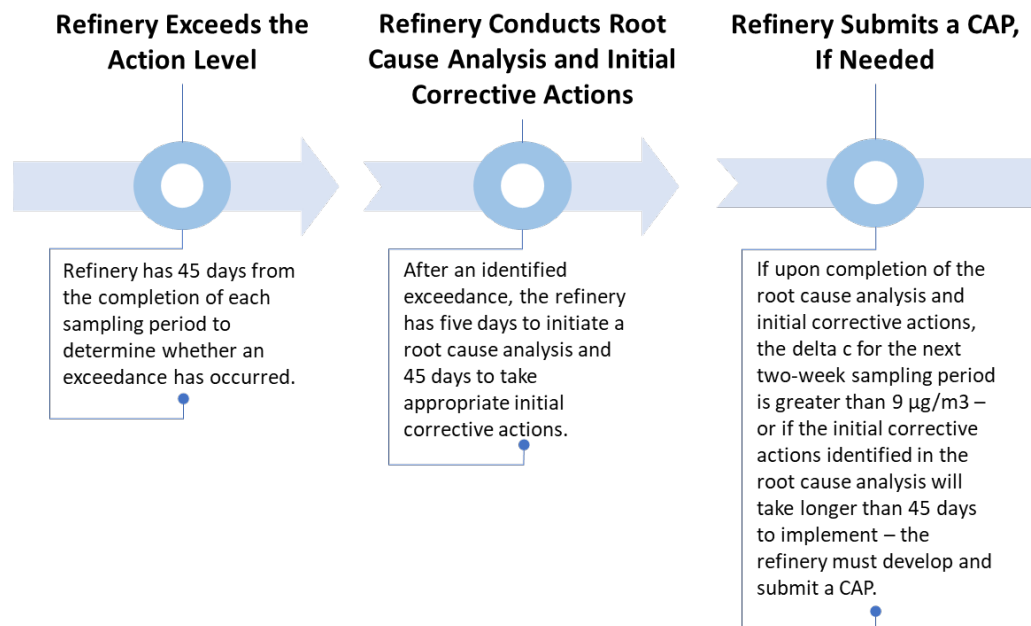 Refinery Exceeds the
Action Level
Refinery has 45 days from
the completion of each
sampling period to
determine whether an
exceedance has occurred.
Refinery Conducts Root
Cause Analysis and Initial
Corrective Actions
After an identified
exceedance, the refinery
has five days to initiate a
root cause analysis and
45 days to take
appropriate initial
corrective actions.
Refinery Submits a CAP,
If Needed
If upon completion of the
root cause analysis and
initial corrective actions,
the delta c for the next
two-week sampling period
is greater than 9 µg/m3 –
or if the initial corrective
actions identified in the
root cause analysis will
take longer than 45 days
to implement – the
refinery must develop and
submit a CAP.